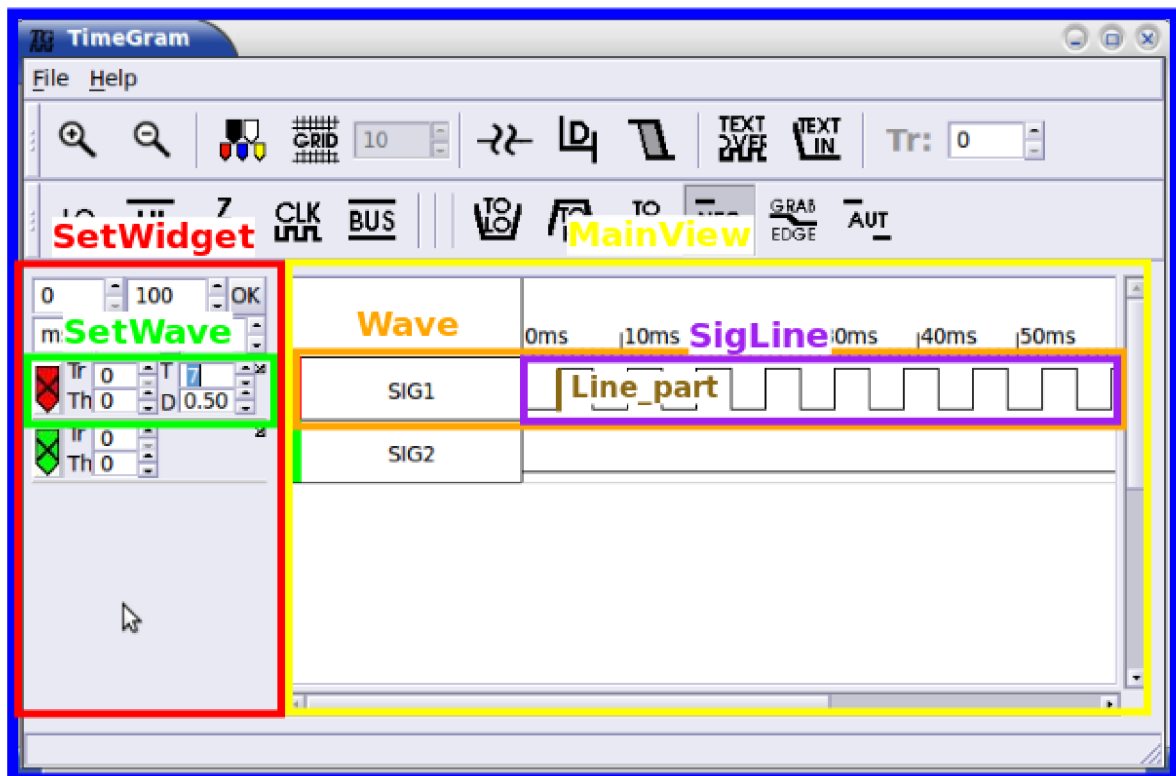 TimeGram
File Help
GRID 10 TEXT OVER TEXT IN Tr: 0
Z CLK BUS TO LO TO GRAB EDGE AUT
SetWidget MainView
0 100 OK
SetWave Wave SigLine
0ms 10ms 40ms 50ms
Tr 0 T 7
Th 0 D 0.50
SIG1 Line_part
Tr 0
Th 0
SIG2